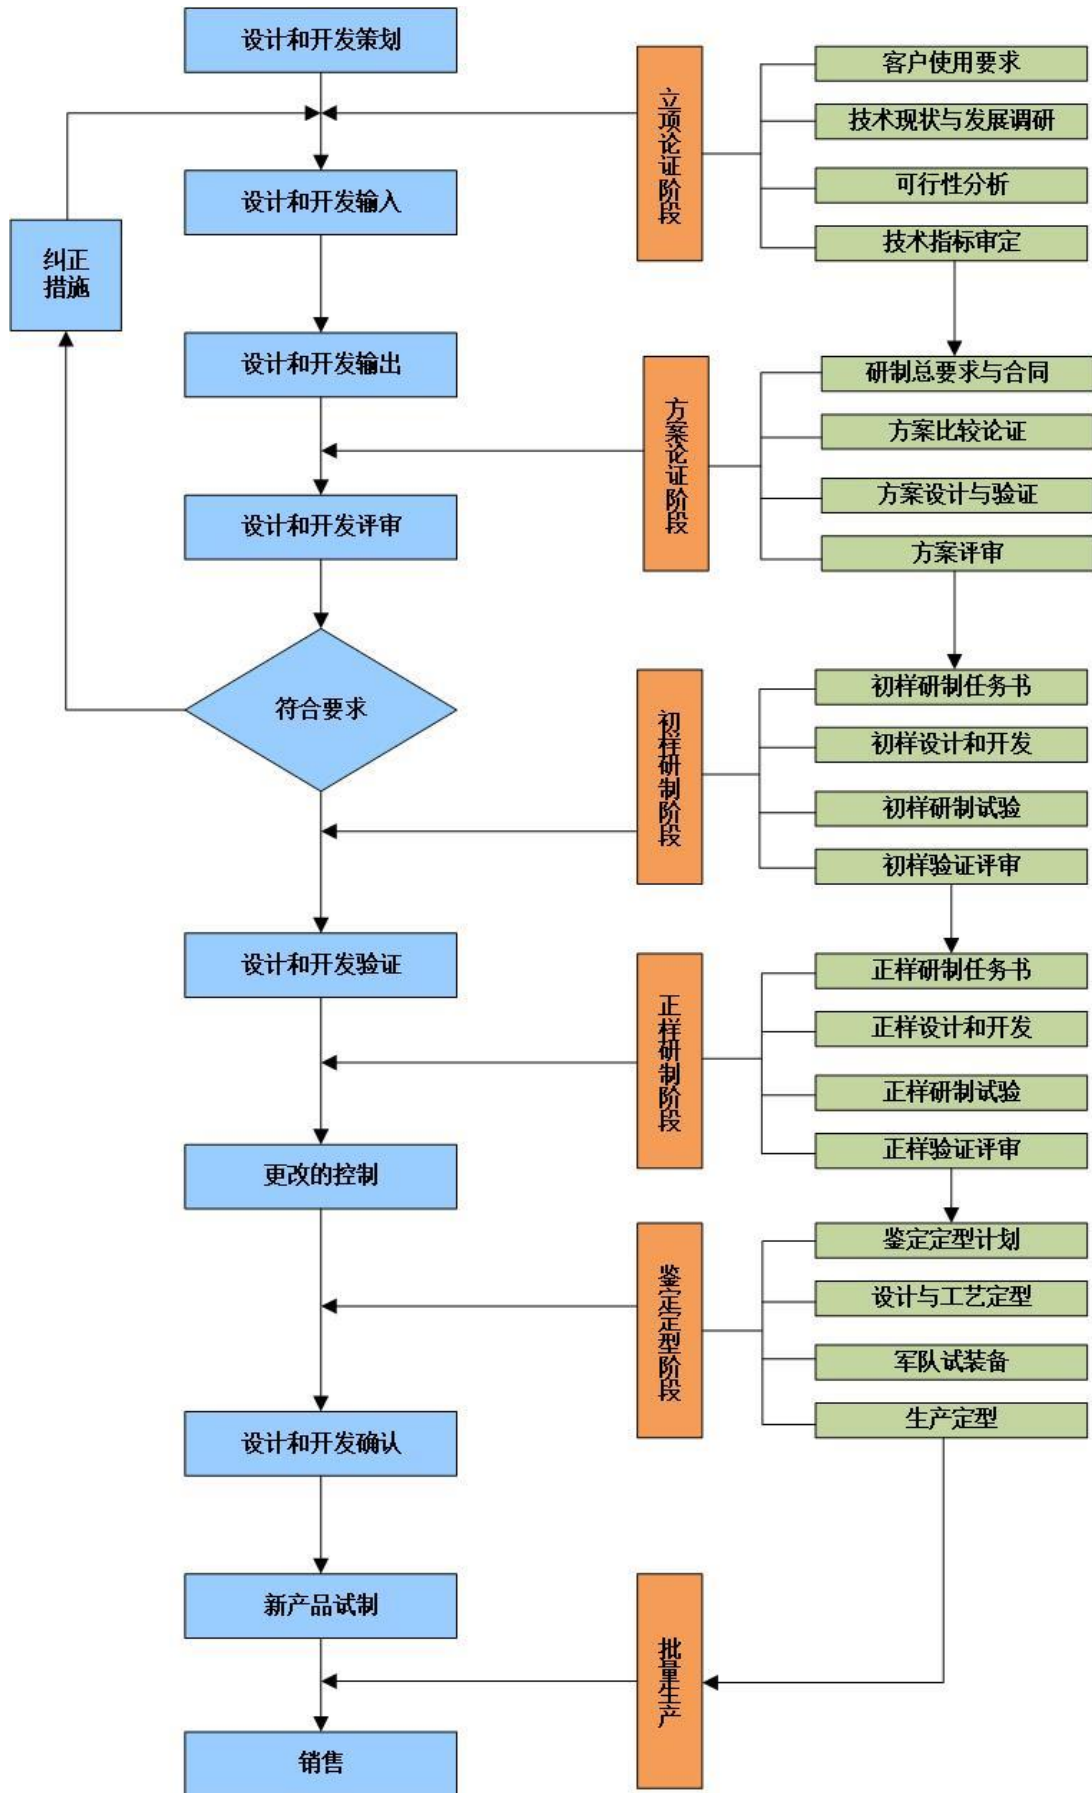 设计和开发策划
设计和开发输入
纠正
措施
设计和开发输出
设计和开发评审
符合要求
设计和开发验证
更改的控制
设计和开发确认
新产品试制
销售
立项论证阶段
方案论证阶段
初样研制阶段
正样研制阶段
鉴定定型阶段
批量生产
客户使用要求
技术现状与发展调研
可行性分析
技术指标审定
研制总要求与合同
方案比较论证
方案设计与验证
方案评审
初样研制任务书
初样设计和开发
初样研制试验
初样验证评审
正样研制任务书
正样设计和开发
正样研制试验
正样验证评审
鉴定定型计划
设计与工艺定型
军队试装备
生产定型